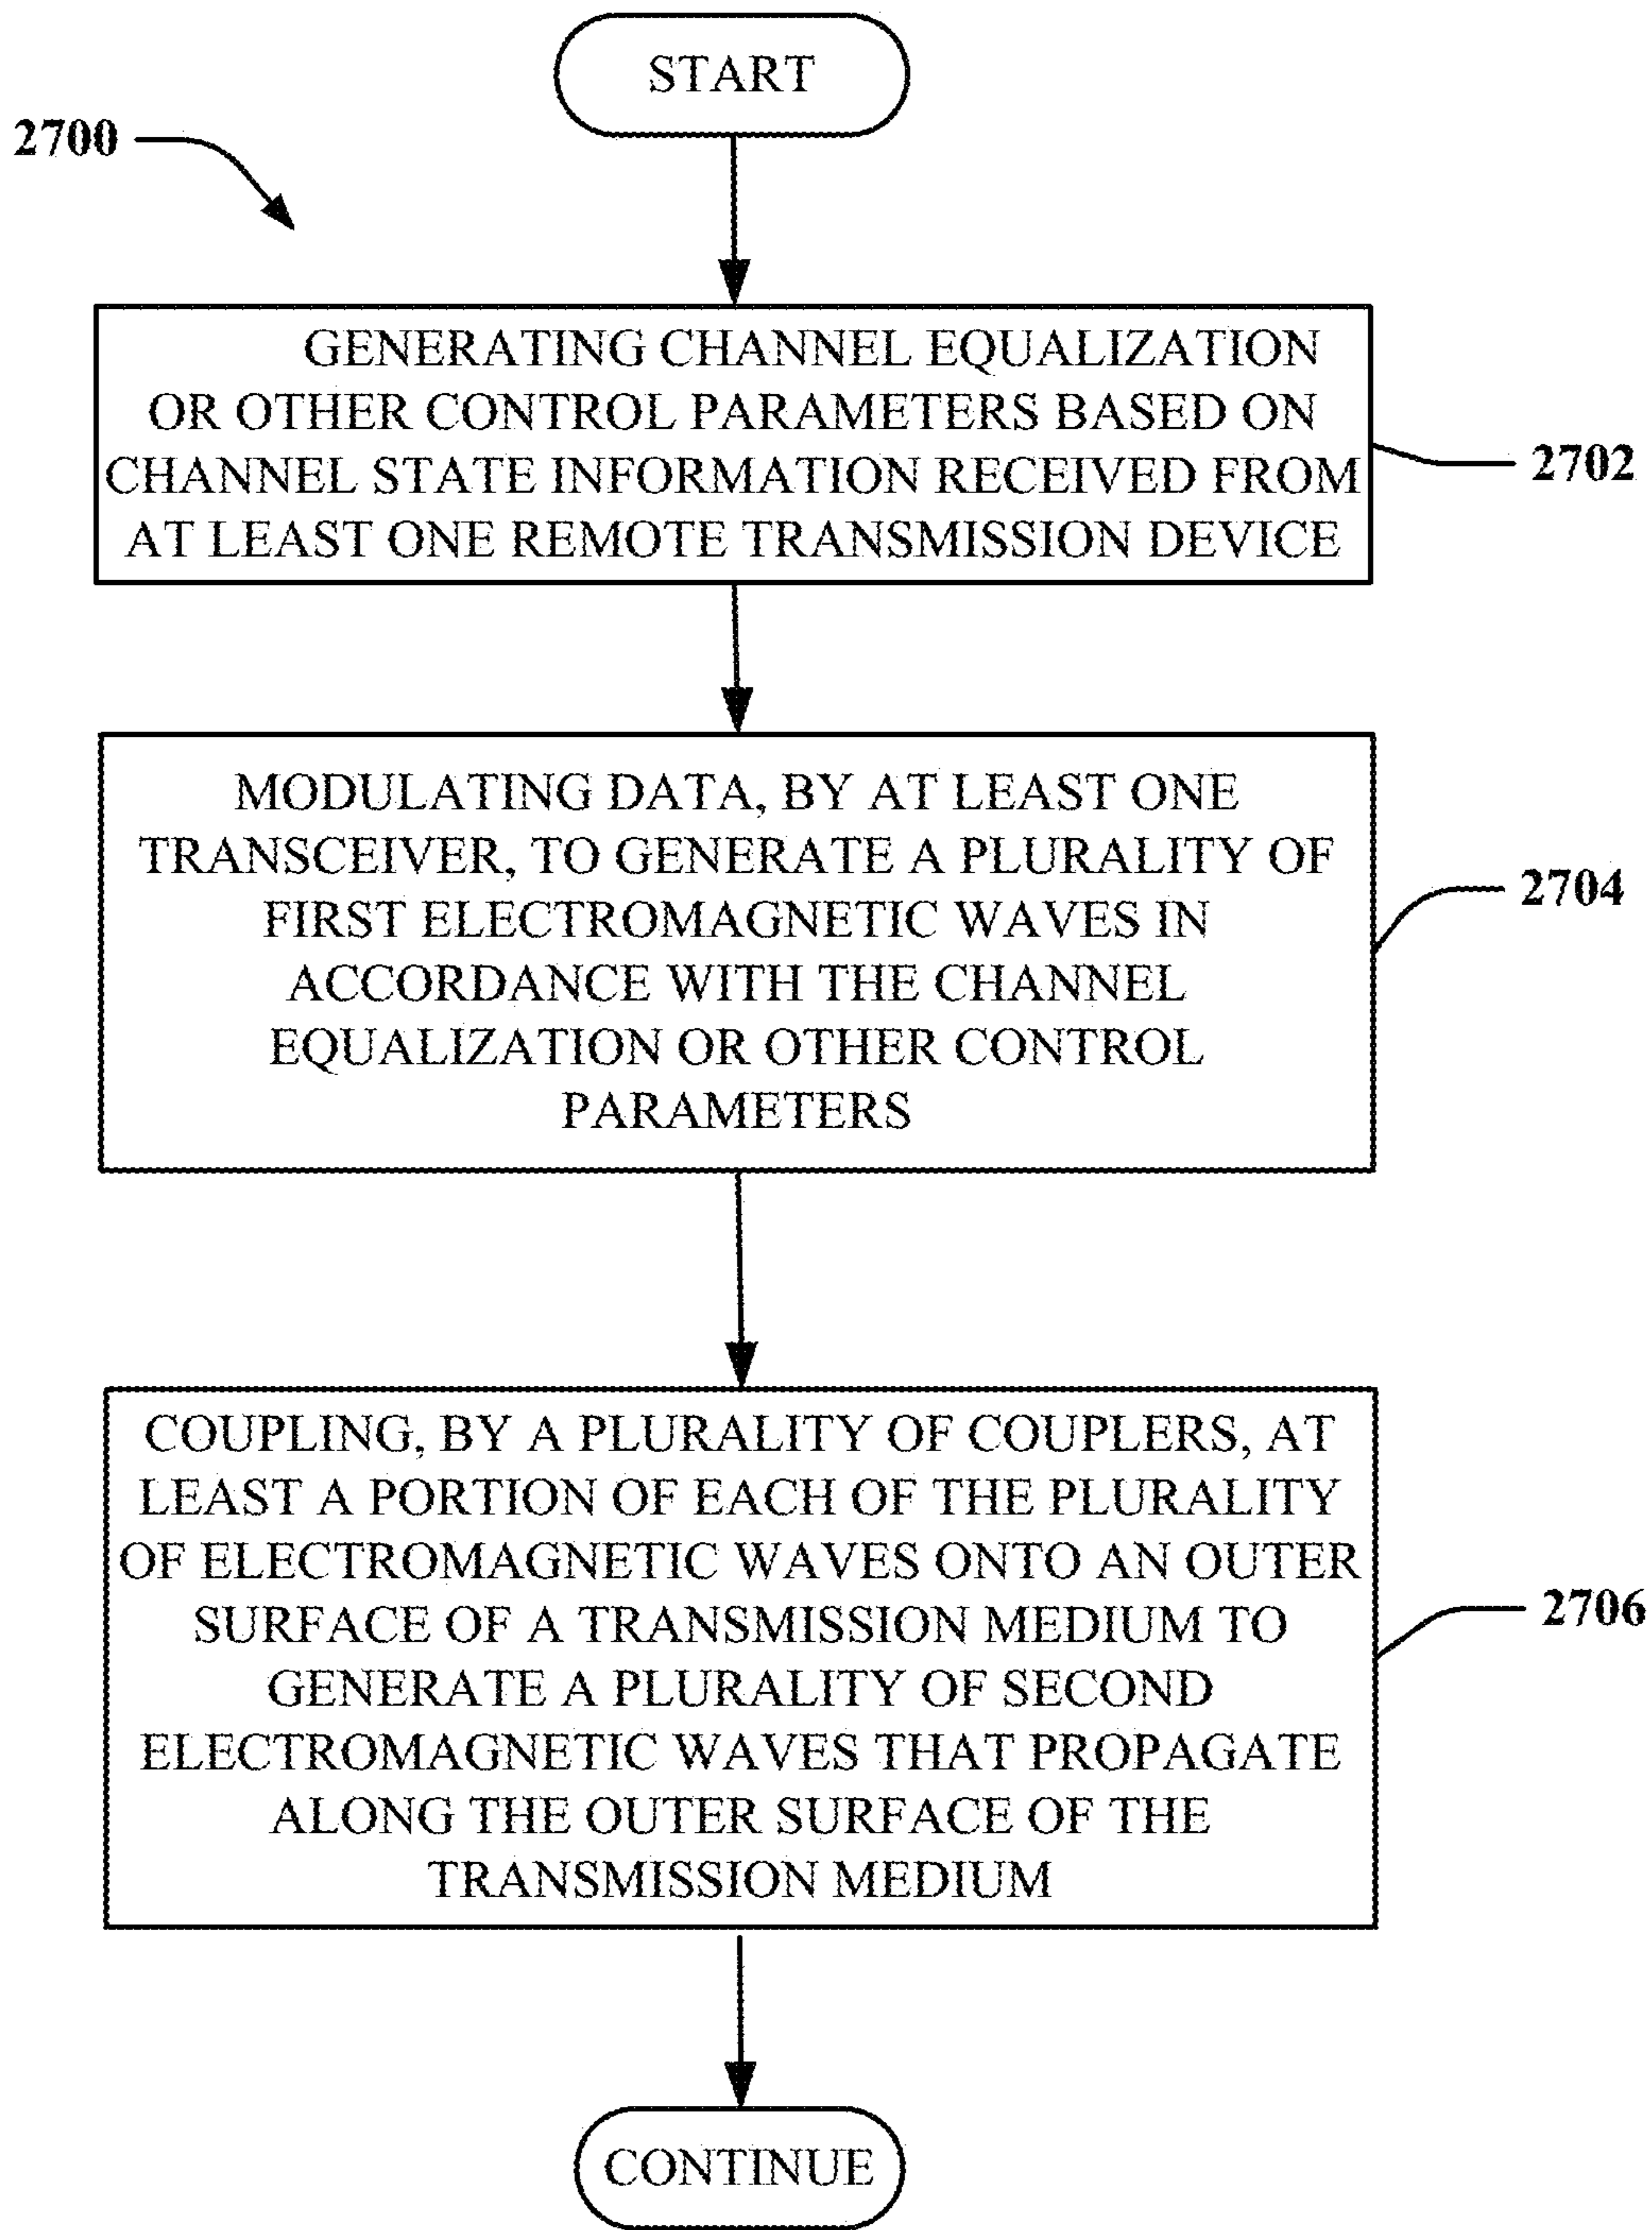 START
2700
GENERATING CHANNEL EQUALIZATION
OR OTHER CONTROL PARAMETERS BASED ON
CHANNEL STATE INFORMATION RECEIVED FROM
AT LEAST ONE REMOTE TRANSMISSION DEVICE
2702
MODULATING DATA, BY AT LEAST ONE
TRANSCEIVER, TO GENERATE A PLURALITY OF
FIRST ELECTROMAGNETIC WAVES IN
ACCORDANCE WITH THE CHANNEL
EQUALIZATION OR OTHER CONTROL
PARAMETERS
2704
COUPLING, BY A PLURALITY OF COUPLERS, AT
LEAST A PORTION OF EACH OF THE PLURALITY
OF ELECTROMAGNETIC WAVES ONTO AN OUTER
SURFACE OF A TRANSMISSION MEDIUM TO
GENERATE A PLURALITY OF SECOND
ELECTROMAGNETIC WAVES THAT PROPAGATE
ALONG THE OUTER SURFACE OF THE
TRANSMISSION MEDIUM
2706
CONTINUE